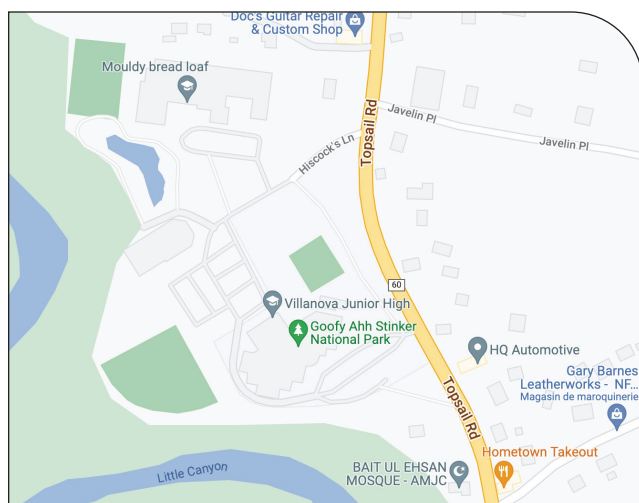 Doc's Guitar Repair
& Custom Shop
Mouldy bread loaf
Topsail Rd
Javelin Pl
Javelin Pl
Hiscock's Ln
60
Villanova Junior High
Goofy Ahh Stinker
National Park
HQ Automotive
Gary Barnes
Leatherworks - NF...
Magasin de maroquinerie
Topsail Rd
Hometown Takeout
BAIT UL EHSAN
MOSQUE - AMJC
Little Canyon